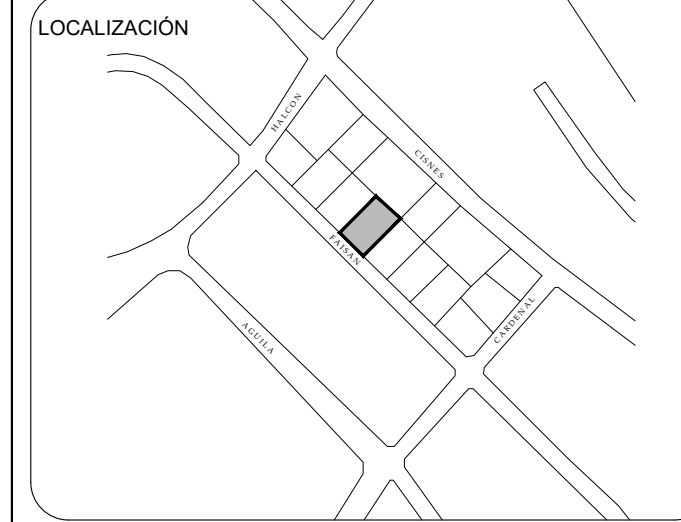 LOCALIZACIÓN
HALCON
CISNES
FAISAN
CARDENAL
AGUILA